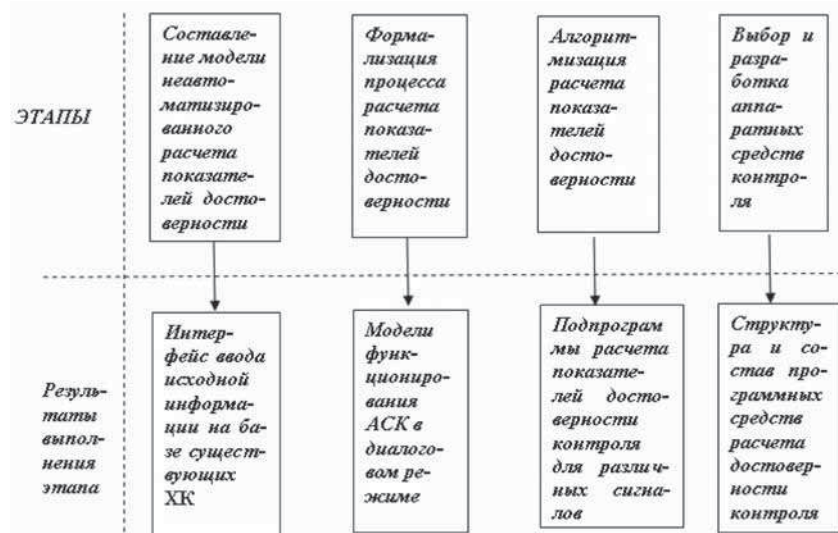 ЭТАПЫ
Составле-
ние модели
неавто-
матизиро-
ванного
расчета
показате-
лей досто-
верности
Форма-
лизация
процесса
расчета
показа-
телей
досто-
верности
Алгорит-
мизация
расчета
показа-
телей
досто-
верности
Выбор и
разра-
ботка
аппа-
ратных
средств
контро-
ля
Резуль-
таты
выпол-
нения
этапа
Интер-
фейс ввода
исходной
информа-
ции на ба-
зе сущест-
вующих
ХК
Модели
функ-
ционирова-
ния
АСК в
диалого-
вом ре-
жиме
Подпрограм
мы расчета
показате-
лей досто-
верности
контроля
для различ-
ных сигна-
лов
Структу-
ра и со-
став про-
граммных
средств
расчета
достовер-
ности
контроля